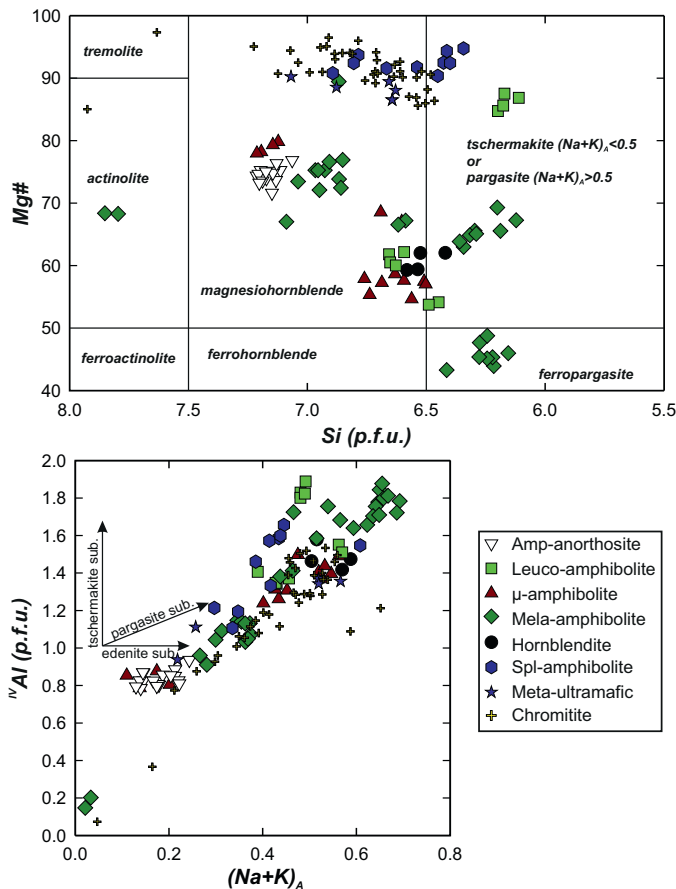 100
90
80
70
60
50
40
Mg#
tremolite
actinolite
ferroactinolite
magnesiohornblende
ferrohornblende
tschermakite (Na+K)A<0.5
or
pargasite (Na+K)A>0.5
ferropargasite
8.0 7.5 7.0 6.5 6.0 5.5
Si (p.f.u.)
2.0
1.8
1.6
1.4
1.2
1.0
0.8
0.6
0.4
0.2
0.0
IVAl (p.f.u.)
tschermakite sub.
pargasite sub.
edenite sub.
0.0 0.2 0.4 0.6 0.8
(Na+K)A
Amp-anorthosite
Leuco-amphibolite
μ-amphibolite
Mela-amphibolite
Hornblendite
Spl-amphibolite
Meta-ultramafic
Chromitite